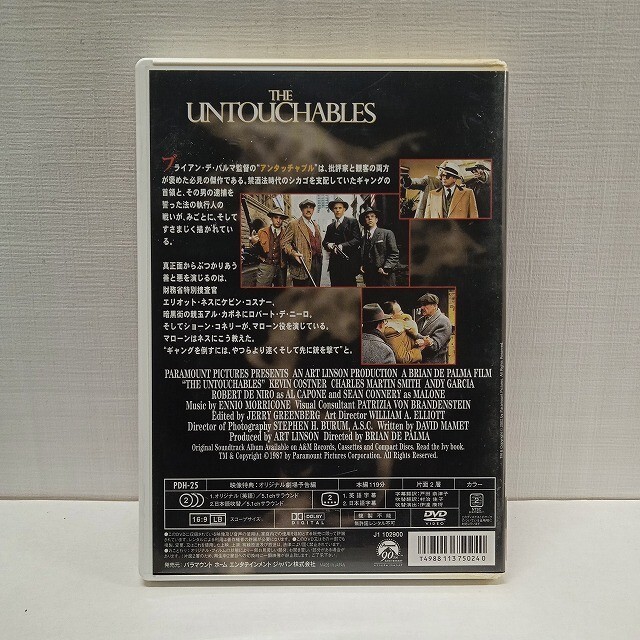 THE
UNTOUCHABLES
ブライアン・デ・パルマ監督の"アンタッチャブル"は、批評家と観客の両方
が褒めた必見の傑作である。禁酒法時代のシカゴを支配していたギャングの
首領と、その男の逮捕を
誓った法の執行人の
戦いが、みごとに、そして
すさまじく描かれてい
る。
真正面からぶつかりあう
善と悪を演じるのは、
財務省特別捜査官
エリオット・ネスにケビン・コスナー、
暗黒街の親玉アル・カポネにロバート・デ・ニーロ。
そしてショーン・コネリーが、マローン役を演じている。
マローンはネスにこう教えた。
"ギャングを倒すには、やつらより速くそして先に銃を撃て"と。
PARAMOUNT PICTURES PRESENTS AN ART LINSON PRODUCTION A BRIAN DE PALMA FILM
"THE UNTOUCHABLES" KEVIN COSTNER CHARLES MARTIN SMITH ANDY GARCIA
ROBERT DE NIRO as AL CAPONE and SEAN CONNERY as MALONE
Music by ENNIO MORRICONE Visual Consultant PATRIZIA VON BRANDENSTEIN
Edited by JERRY GREENBERG Art Director WILLIAM A. ELLIOTT
Director of Photography STEPHEN H. BURUM, A.S.C. Written by DAVID MAMET
Produced by ART LINSON Directed by BRIAN DE PALMA
Original Soundtrack Album Available on A&M Records, Cassettes and Compact Discs. Read the Ivy book.
TM & Copyright ©1987 by Paramount Pictures Corporation. All Rights Reserved.
PDH-25 映像特典：オリジナル劇場予告編 本編119分 片面2層 カラー
1.オリジナル(英語)/5.1chサラウンド 1.英語字幕 字幕翻訳/戸田奈津子
2.日本語吹替/5.1chサラウンド 2.日本語字幕
16:9 LB スコープサイズ DOLBY DIGITAL 複製不能 DVD VIDEO J1 102900
発売元：パラマウント ホーム エンタテインメント ジャパン株式会社 MADE IN JAPAN
T4988113750240